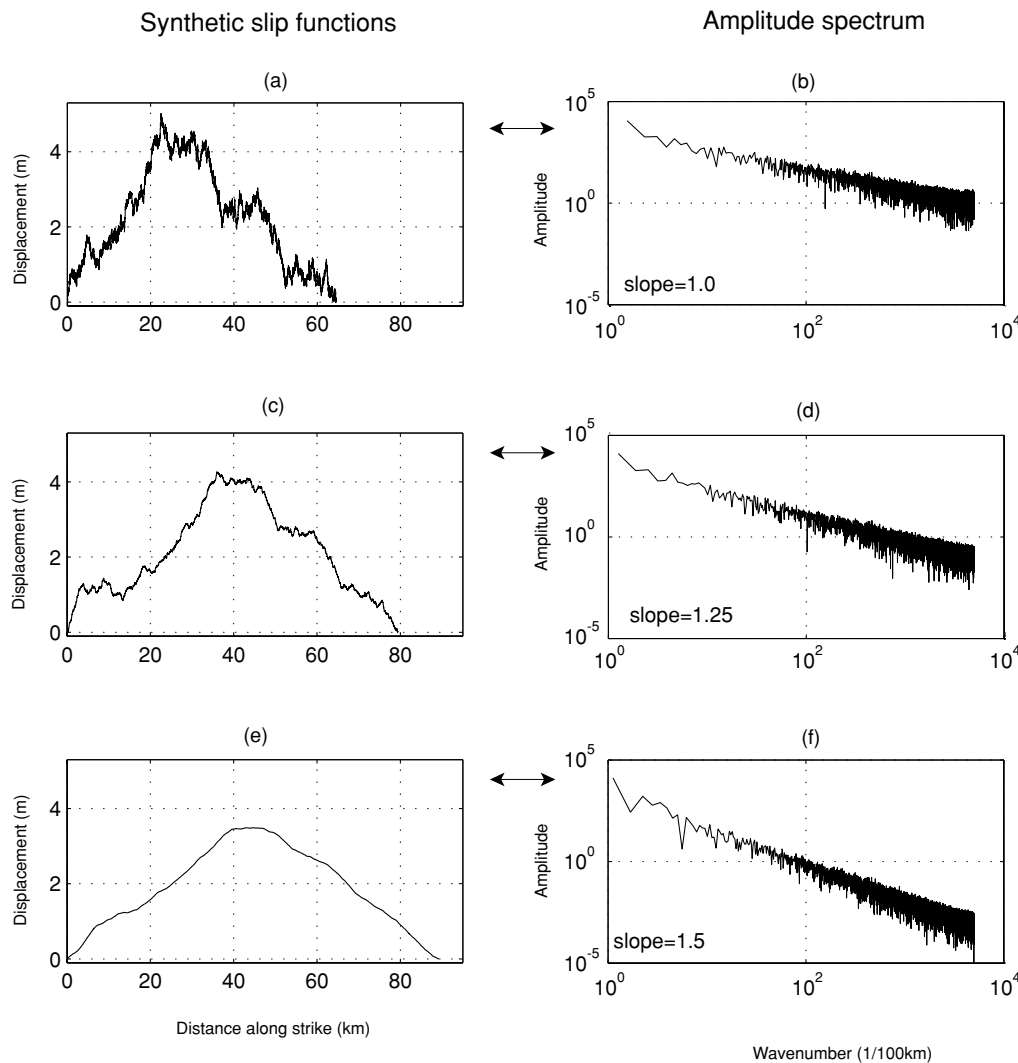 Synthetic slip functions
Amplitude spectrum
(a)
Displacement (m)
4
2
0
0 20 40 60 80
(b)
Amplitude
10^5
10^0
10^-5
slope=1.0
10^0 10^2 10^4
(c)
Displacement (m)
4
2
0
0 20 40 60 80
(d)
Amplitude
10^5
10^0
10^-5
slope=1.25
10^0 10^2 10^4
(e)
Displacement (m)
4
2
0
0 20 40 60 80
Distance along strike (km)
(f)
Amplitude
10^5
10^0
10^-5
slope=1.5
10^0 10^2 10^4
Wavenumber (1/100km)